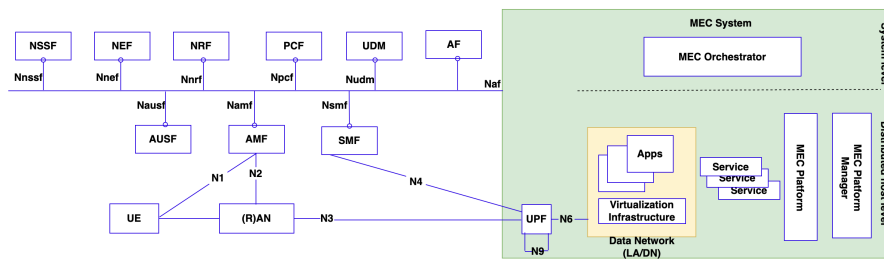 MEC System
NSSF
NEF
NRF
PCF
UDM
AF
MEC Orchestrator
Nnssf
Nnef
Nnrf
Npcf
Nudm
Naf
Nausf
Namf
Nsmf
AUSF
AMF
SMF
Apps
Service
Service
Service
MEC Platform
MEC Platform
Manager
N1
N2
N4
UE
(R)AN
N3
UPF
N6
N9
Virtualization
Infrastructure
Data Network
(LA/DN)